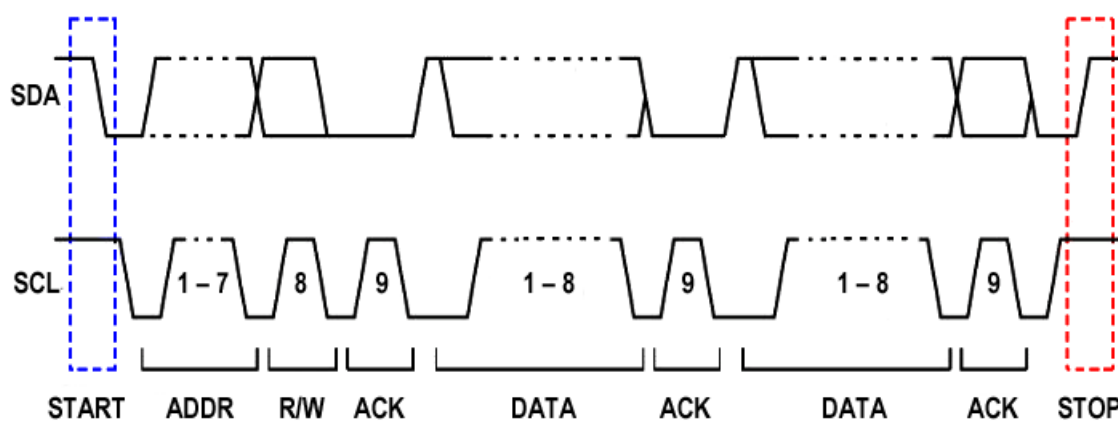 SDA
SCL 1 – 7 8 9 1 – 8 9 1 – 8 9
START ADDR R/W ACK DATA ACK DATA ACK STOP